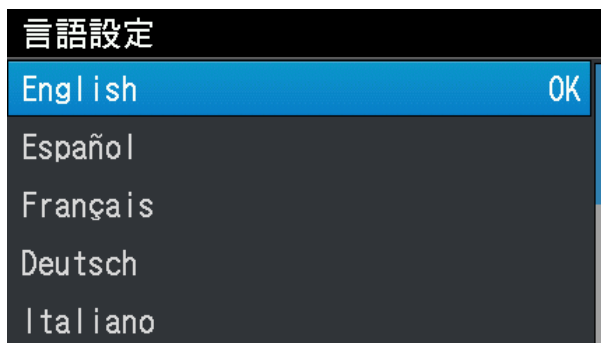 言語設定
English OK
Español
Français
Deutsch
Italiano